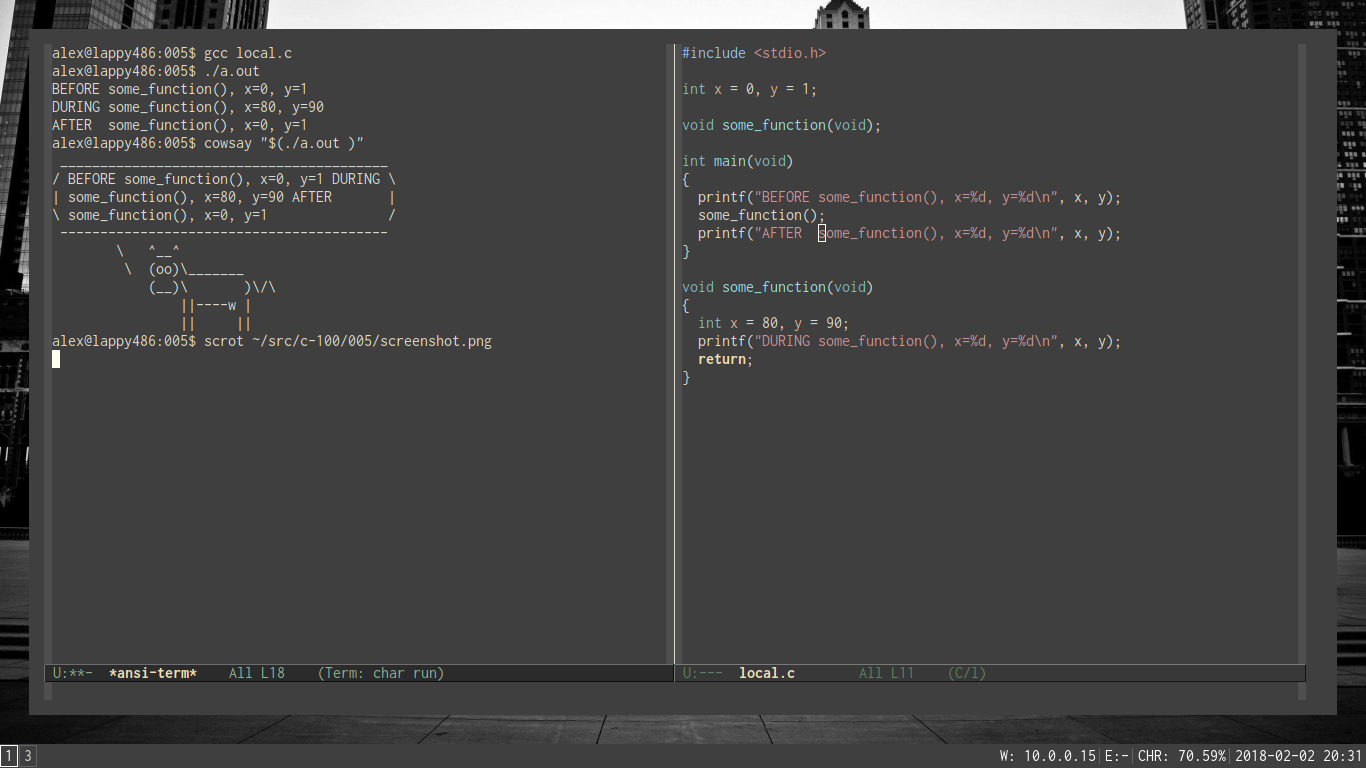 alex@lappy486:005$ gcc local.c
alex@lappy486:005$ ./a.out
BEFORE some_function(), x=0, y=1
DURING some_function(), x=80, y=90
AFTER  some_function(), x=0, y=1
alex@lappy486:005$ cowsay "$(./a.out )"
 _________________________________________
/ BEFORE some_function(), x=0, y=1 DURING \
| some_function(), x=80, y=90 AFTER       |
\ some_function(), x=0, y=1               /
 -----------------------------------------
        \   ^__^
         \  (oo)\_______
            (__)\       )\/\
                ||----w |
                ||     ||
alex@lappy486:005$ scrot ~/src/c-100/005/screenshot.png
U:**-  *ansi-term*    All L18    (Term: char run)
#include <stdio.h>

int x = 0, y = 1;

void some_function(void);

int main(void)
{
  printf("BEFORE some_function(), x=%d, y=%d\n", x, y);
  some_function();
  printf("AFTER  some_function(), x=%d, y=%d\n", x, y);
}

void some_function(void)
{
  int x = 80, y = 90;
  printf("DURING some_function(), x=%d, y=%d\n", x, y);
  return;
}
U:---  local.c        All L11    (C/l)
1 3
W: 10.0.0.15|E:-|CHR: 70.59%|2018-02-02 20:31